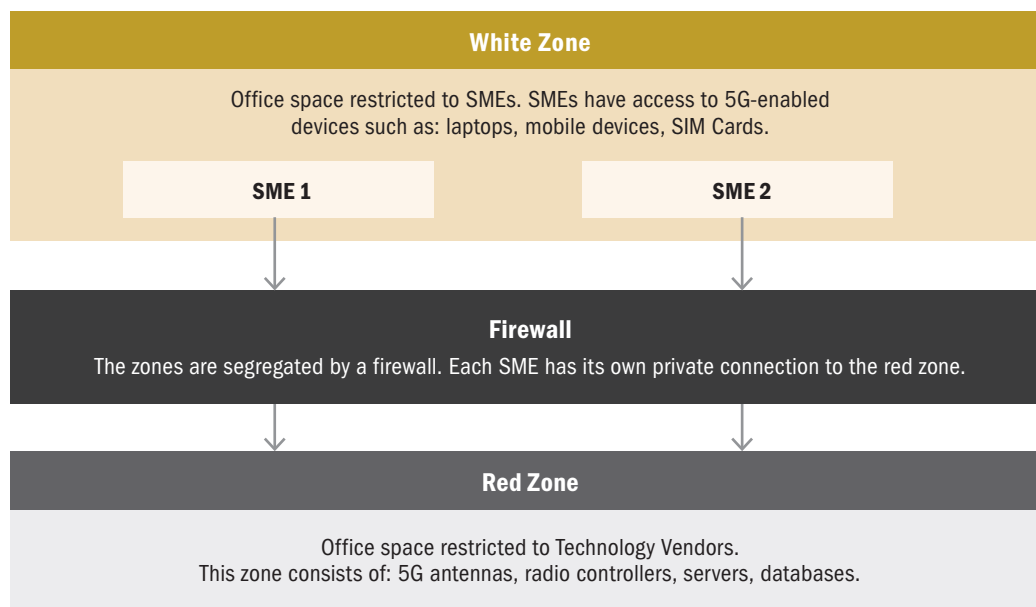 White Zone
Office space restricted to SMEs. SMEs have access to 5G-enabled
devices such as: laptops, mobile devices, SIM Cards.
SME 1
SME 2
Firewall
The zones are segregated by a firewall. Each SME has its own private connection to the red zone.
Red Zone
Office space restricted to Technology Vendors.
This zone consists of: 5G antennas, radio controllers, servers, databases.